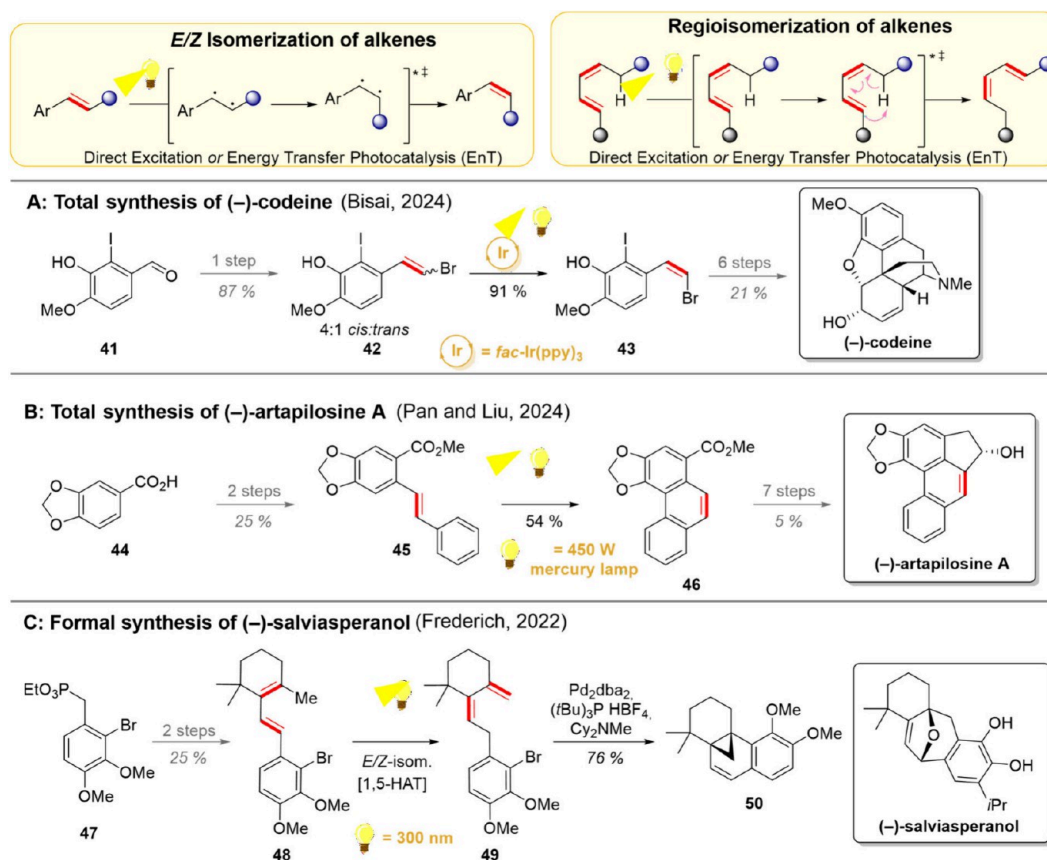 E/Z Isomerization of alkenes
Ar
Ar
Ar
Ar
*‡
Direct Excitation or Energy Transfer Photocatalysis (EnT)
Regioisomerization of alkenes
H
H
H
*‡
Direct Excitation or Energy Transfer Photocatalysis (EnT)
A: Total synthesis of (–)-codeine (Bisai, 2024)
I
HO
O
MeO
41
1 step
87 %
I
HO
Br
MeO
4:1 cis:trans
42
Ir
91 %
Ir = fac-Ir(ppy)3
I
HO
Br
MeO
43
6 steps
21 %
MeO
O
NMe
H
HO
(–)-codeine
B: Total synthesis of (–)-artapilosine A (Pan and Liu, 2024)
O
O
CO2H
44
2 steps
25 %
CO2Me
O
O
45
54 %
= 450 W
mercury lamp
CO2Me
O
O
46
7 steps
5 %
O
O
OH
(–)-artapilosine A
C: Formal synthesis of (–)-salviasperanol (Frederich, 2022)
EtO3P
Br
OMe
OMe
47
2 steps
25 %
Me
Br
OMe
OMe
48
E/Z-isom.
[1,5-HAT]
= 300 nm
Br
OMe
OMe
49
Pd2dba2,
(tBu)3P HBF4,
Cy2NMe
76 %
OMe
OMe
50
O
OH
OH
iPr
(–)-salviasperanol